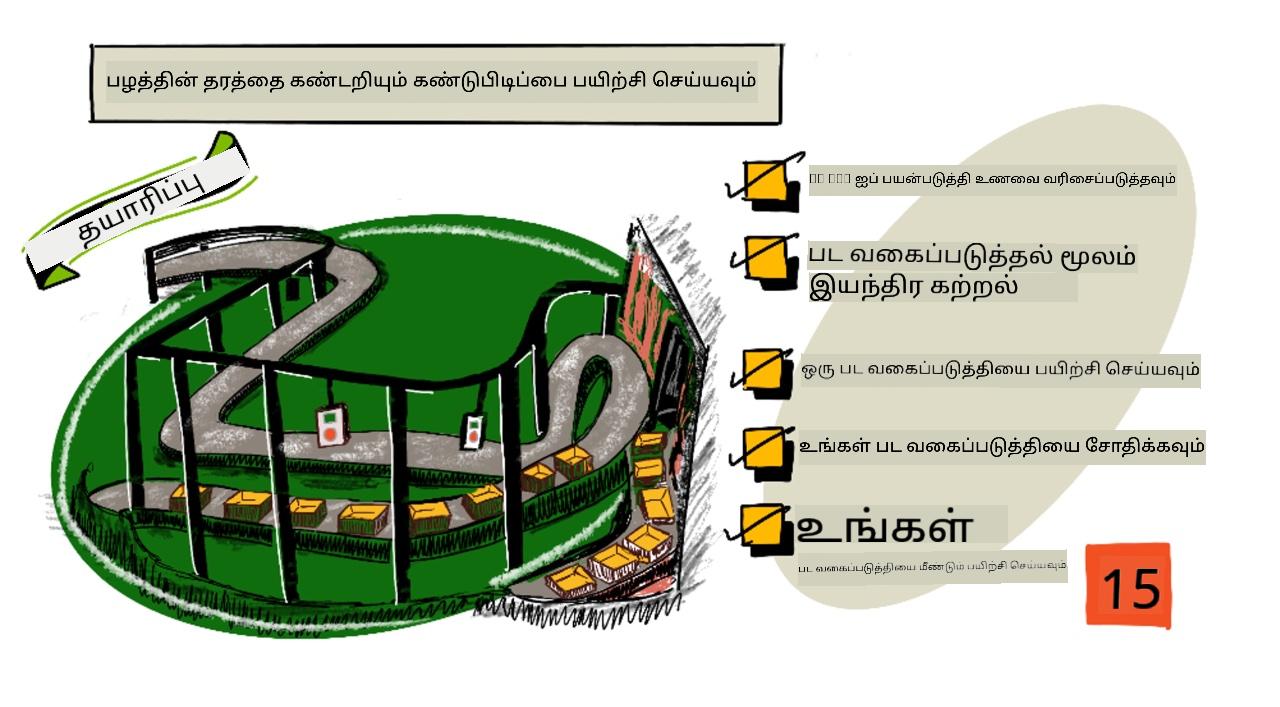 பழத்தின் தரத்தை கண்டறியும் கண்டுபிடிப்பை பயிற்சி செய்யவும்
தயாரிப்பு
ஐப் பயன்படுத்தி உணவை வரிசைப்படுத்தவும்
பட வகைப்படுத்தல் மூலம்
இயந்திர கற்றல்
ஒரு பட வகைப்படுத்தியை பயிற்சி செய்யவும்
உங்கள் பட வகைப்படுத்தியை சோதிக்கவும்
உங்கள்
பட வகைப்படுத்தியை மீண்டும் பயிற்சி செய்யவும்
15